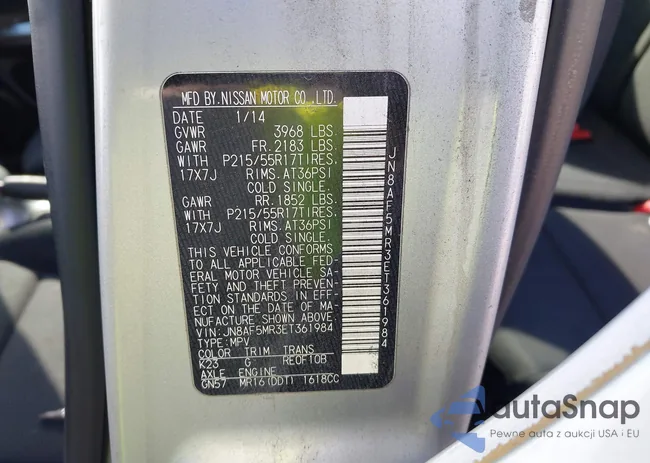 MFD BY.NISSAN MOTOR CO.,LTD.
DATE 1/14
GVWR 3968 LBS.
GAWR FR. 2183 LBS.
WITH P215/55R17TIRES.
17X7J RIMS. AT36PSI
COLD SINGLE.
GAWR RR. 1852 LBS.
WITH P215/55R17TIRES.
17X7J RIMS. AT36PSI
COLD SINGLE.
THIS VEHICLE CONFORMS
TO ALL APPLICABLE FED-
ERAL MOTOR VEHICLE SA-
FETY AND THEFT PREVEN-
TION STANDARDS IN EFF-
ECT ON THE DATE OF MA-
NUFACTURE SHOWN ABOVE.
VIN:JN8AF5MR3ET361984
TYPE:MPV
COLOR TRIM TRANS
K23 G RE0F10B
AXLE ENGINE
GN57 MR16(DDT) 1618CC
JN8AF5MR3ET361984
AutaSnap
Pewne auta z aukcji USA i EU